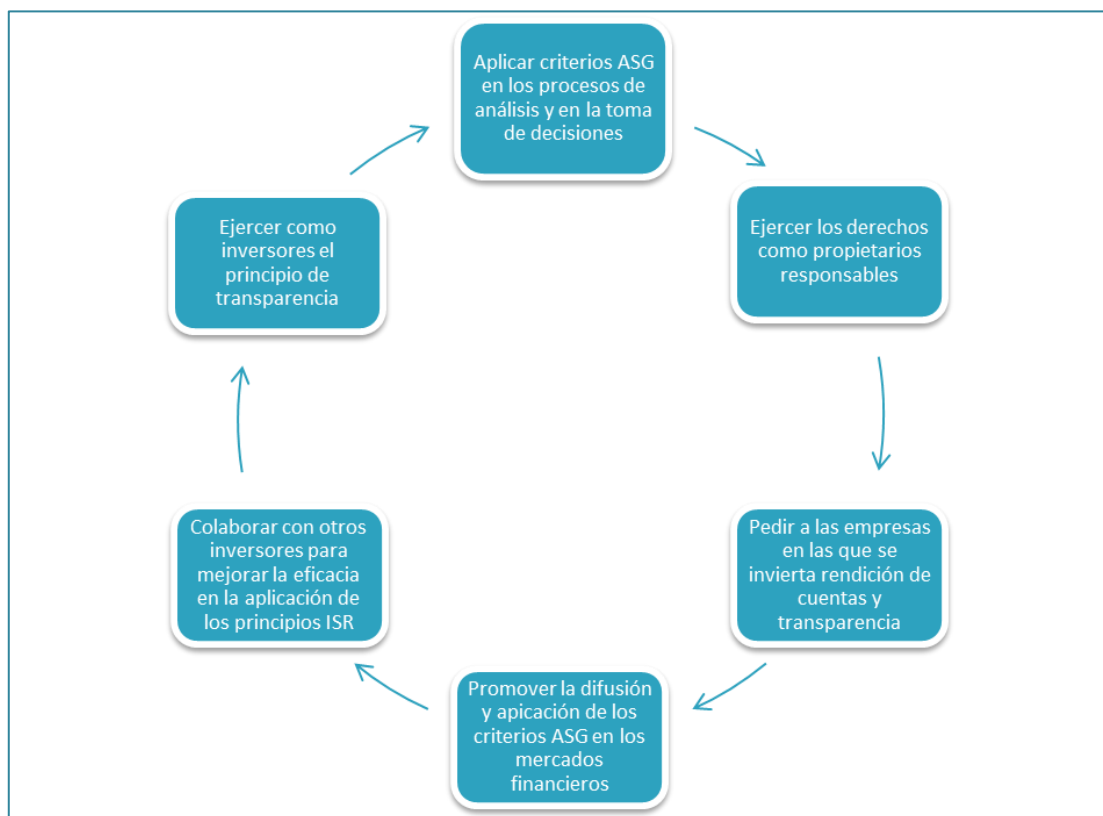 Aplicar criterios ASG
en los procesos de
análisis y en la toma
de decisiones
Ejercer los derechos
como propietarios
responsables
Pedir a las empresas
en las que se
invierta rendición de
cuentas y
transparencia
Promover la difusión
y apicación de los
criterios ASG en los
mercados
financieros
Colaborar con otros
inversores para
mejorar la eficacia
en la aplicación de
los principios ISR
Ejercer como
inversores el
principio de
transparencia